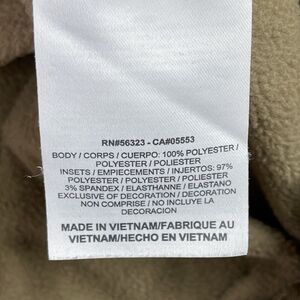 RN#56323 - CA#05553
BODY / CORPS / CUERPO: 100% POLYESTER /
POLYESTER / POLIESTER
INSETS / EMPIECEMENTS / INJERTOS: 97%
POLYESTER / POLYESTER / POLIESTER
3% SPANDEX / ELASTHANNE / ELASTANO
EXCLUSIVE OF DECORATION / DECORATION
NON COMPRISE / NO INCLUYE LA
DECORACION
MADE IN VIETNAM/FABRIQUE AU
VIETNAM/HECHO EN VIETNAM